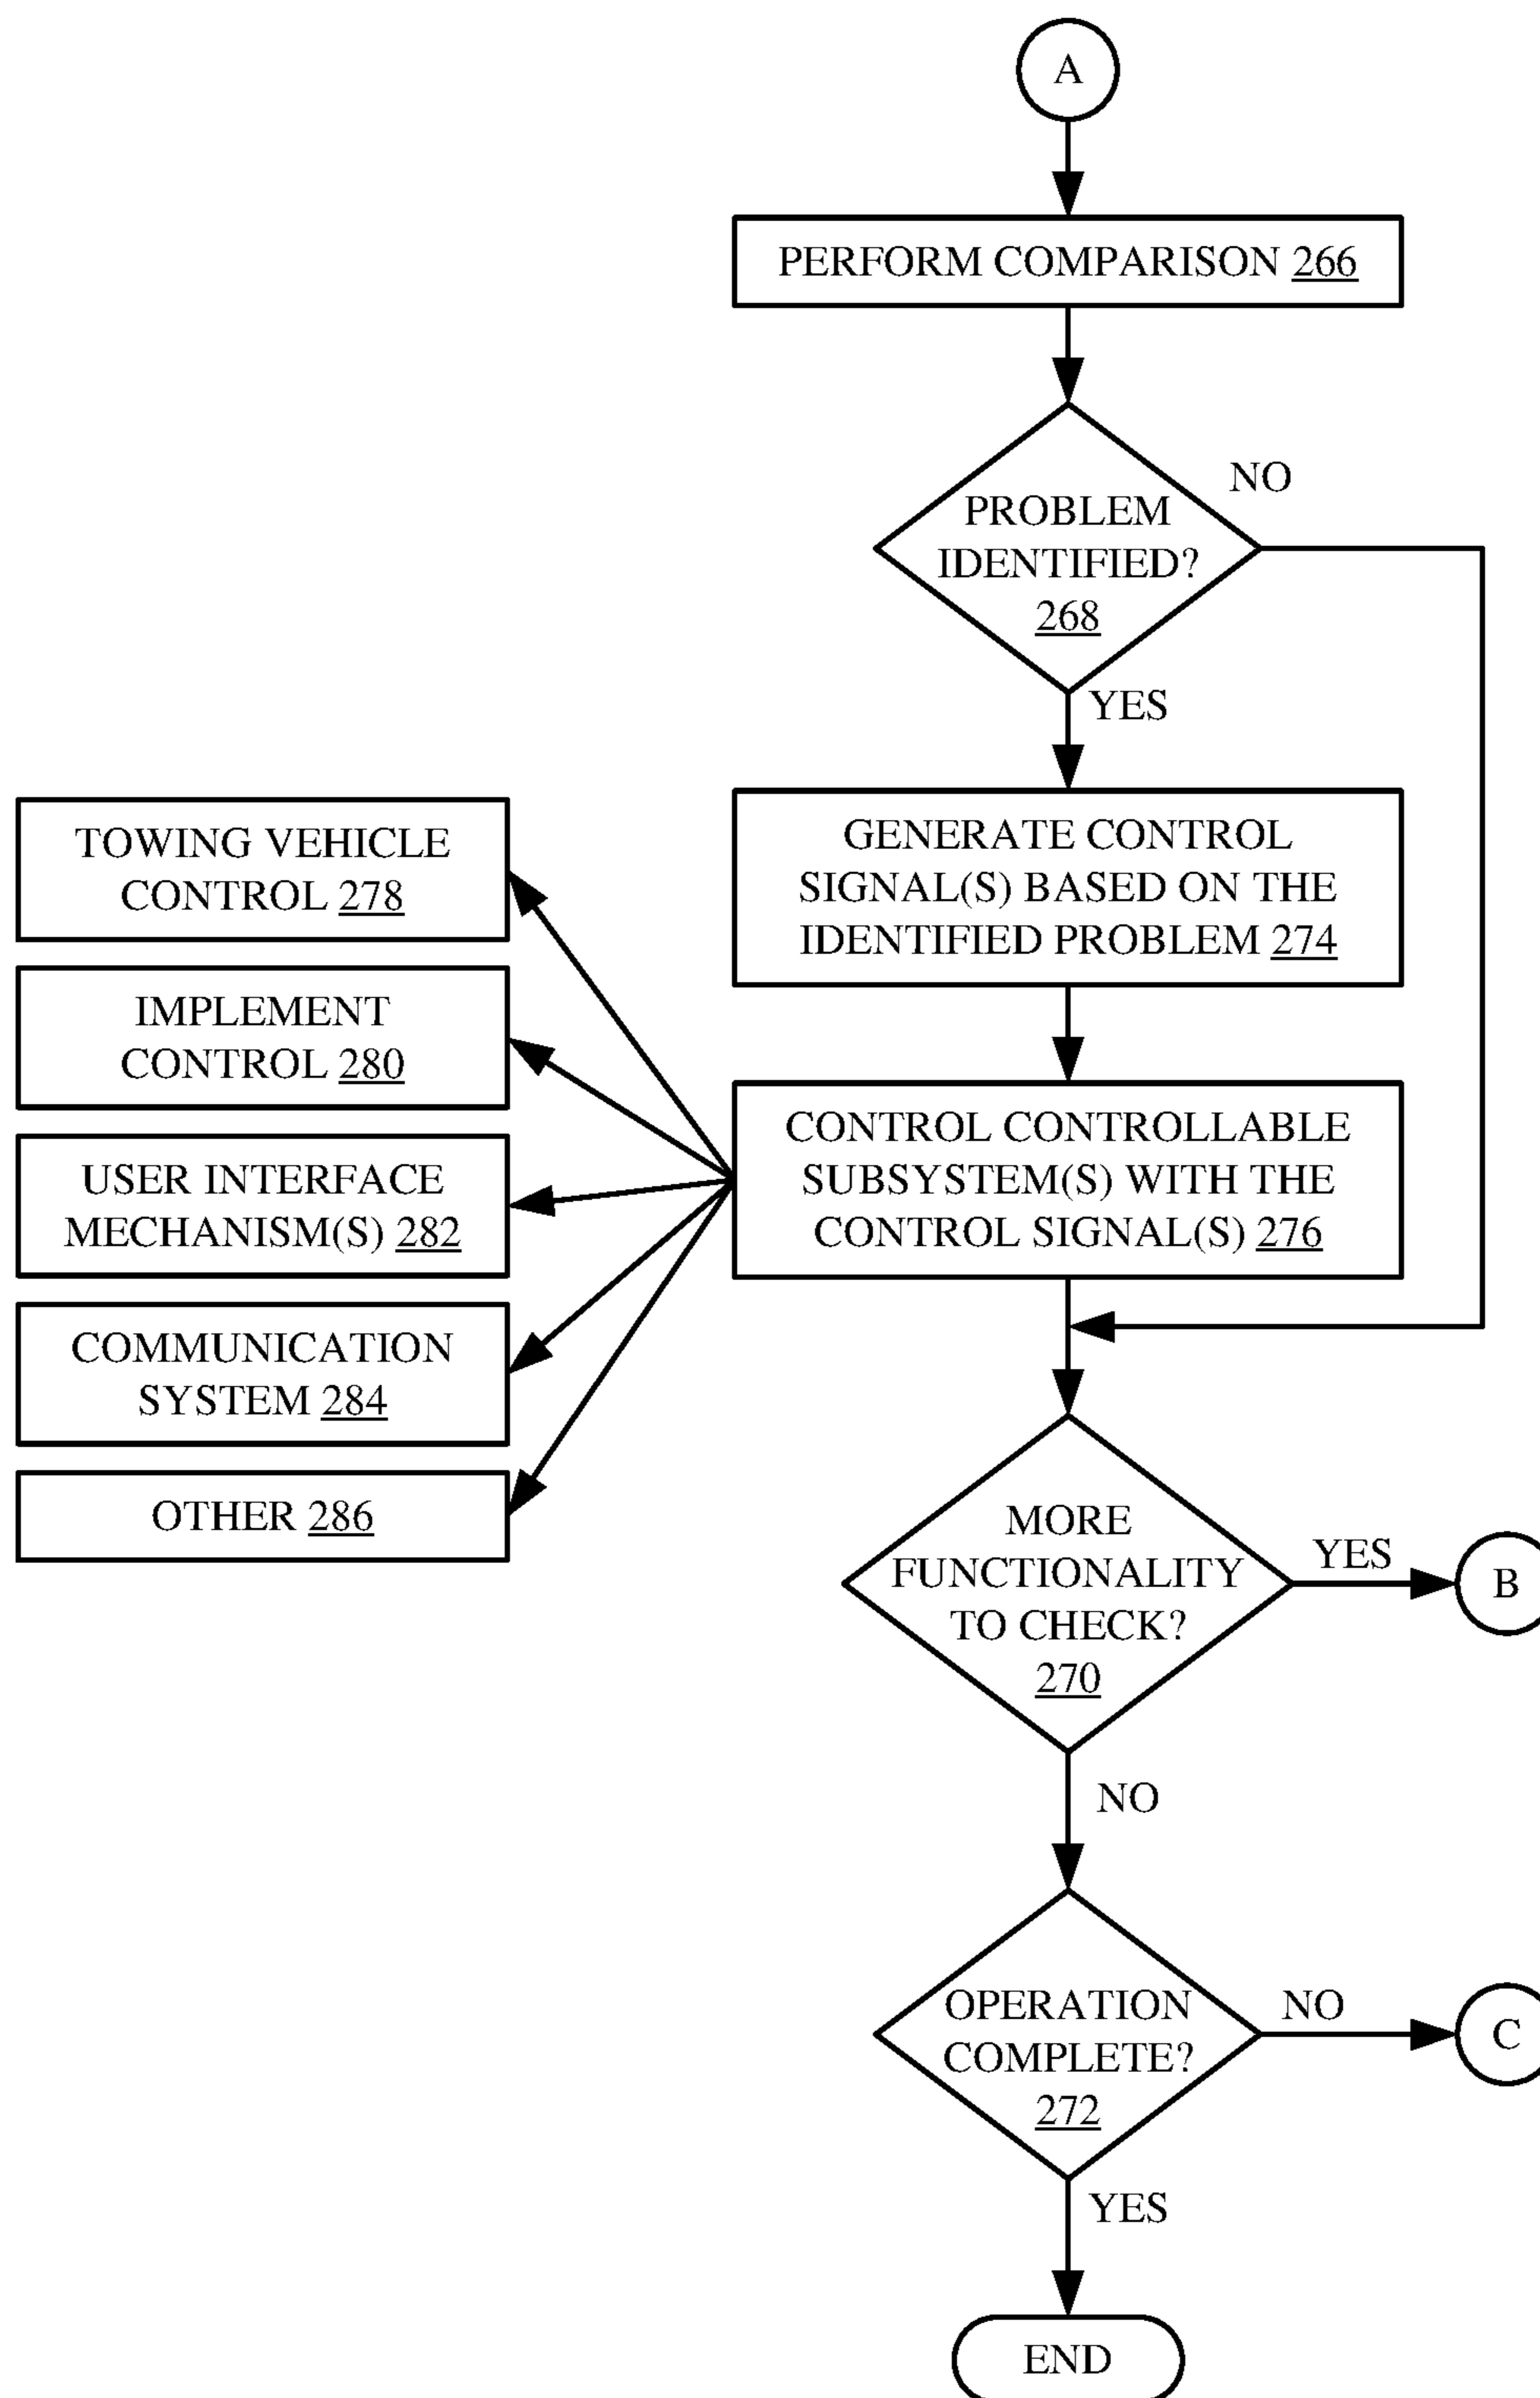 A
PERFORM COMPARISON 266
NO
PROBLEM
IDENTIFIED?
268
YES
GENERATE CONTROL
SIGNAL(S) BASED ON THE
IDENTIFIED PROBLEM 274
CONTROL CONTROLLABLE
SUBSYSTEM(S) WITH THE
CONTROL SIGNAL(S) 276
TOWING VEHICLE
CONTROL 278
IMPLEMENT
CONTROL 280
USER INTERFACE
MECHANISM(S) 282
COMMUNICATION
SYSTEM 284
OTHER 286
MORE
FUNCTIONALITY
TO CHECK?
270
YES
B
NO
OPERATION
COMPLETE?
272
NO
C
YES
END